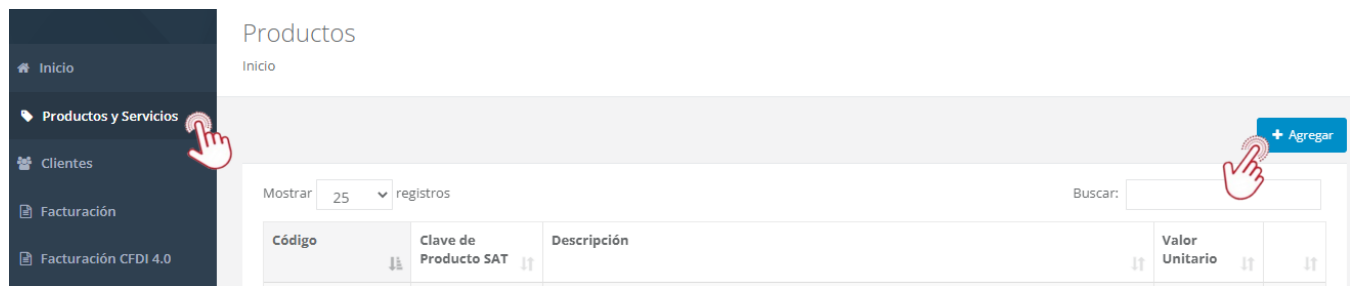 Productos
Inicio
Inicio
Productos y Servicios
Clientes
Facturación
Facturación CFDI 4.0
+ Agregar
Mostrar 25 registros
Buscar:
Código
Clave de
Producto SAT
Descripción
Valor
Unitario